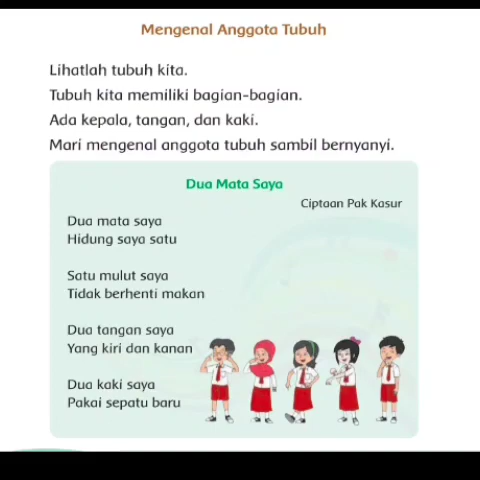 Mengenal Anggota Tubuh
Lihatlah tubuh kita.
Tubuh kita memiliki bagian-bagian.
Ada kepala, tangan, dan kaki.
Mari mengenal anggota tubuh sambil bernyanyi.
Dua Mata Saya
Ciptaan Pak Kasur
Dua mata saya
Hidung saya satu
Satu mulut saya
Tidak berhenti makan
Dua tangan saya
Yang kiri dan kanan
Dua kaki saya
Pakai sepatu baru